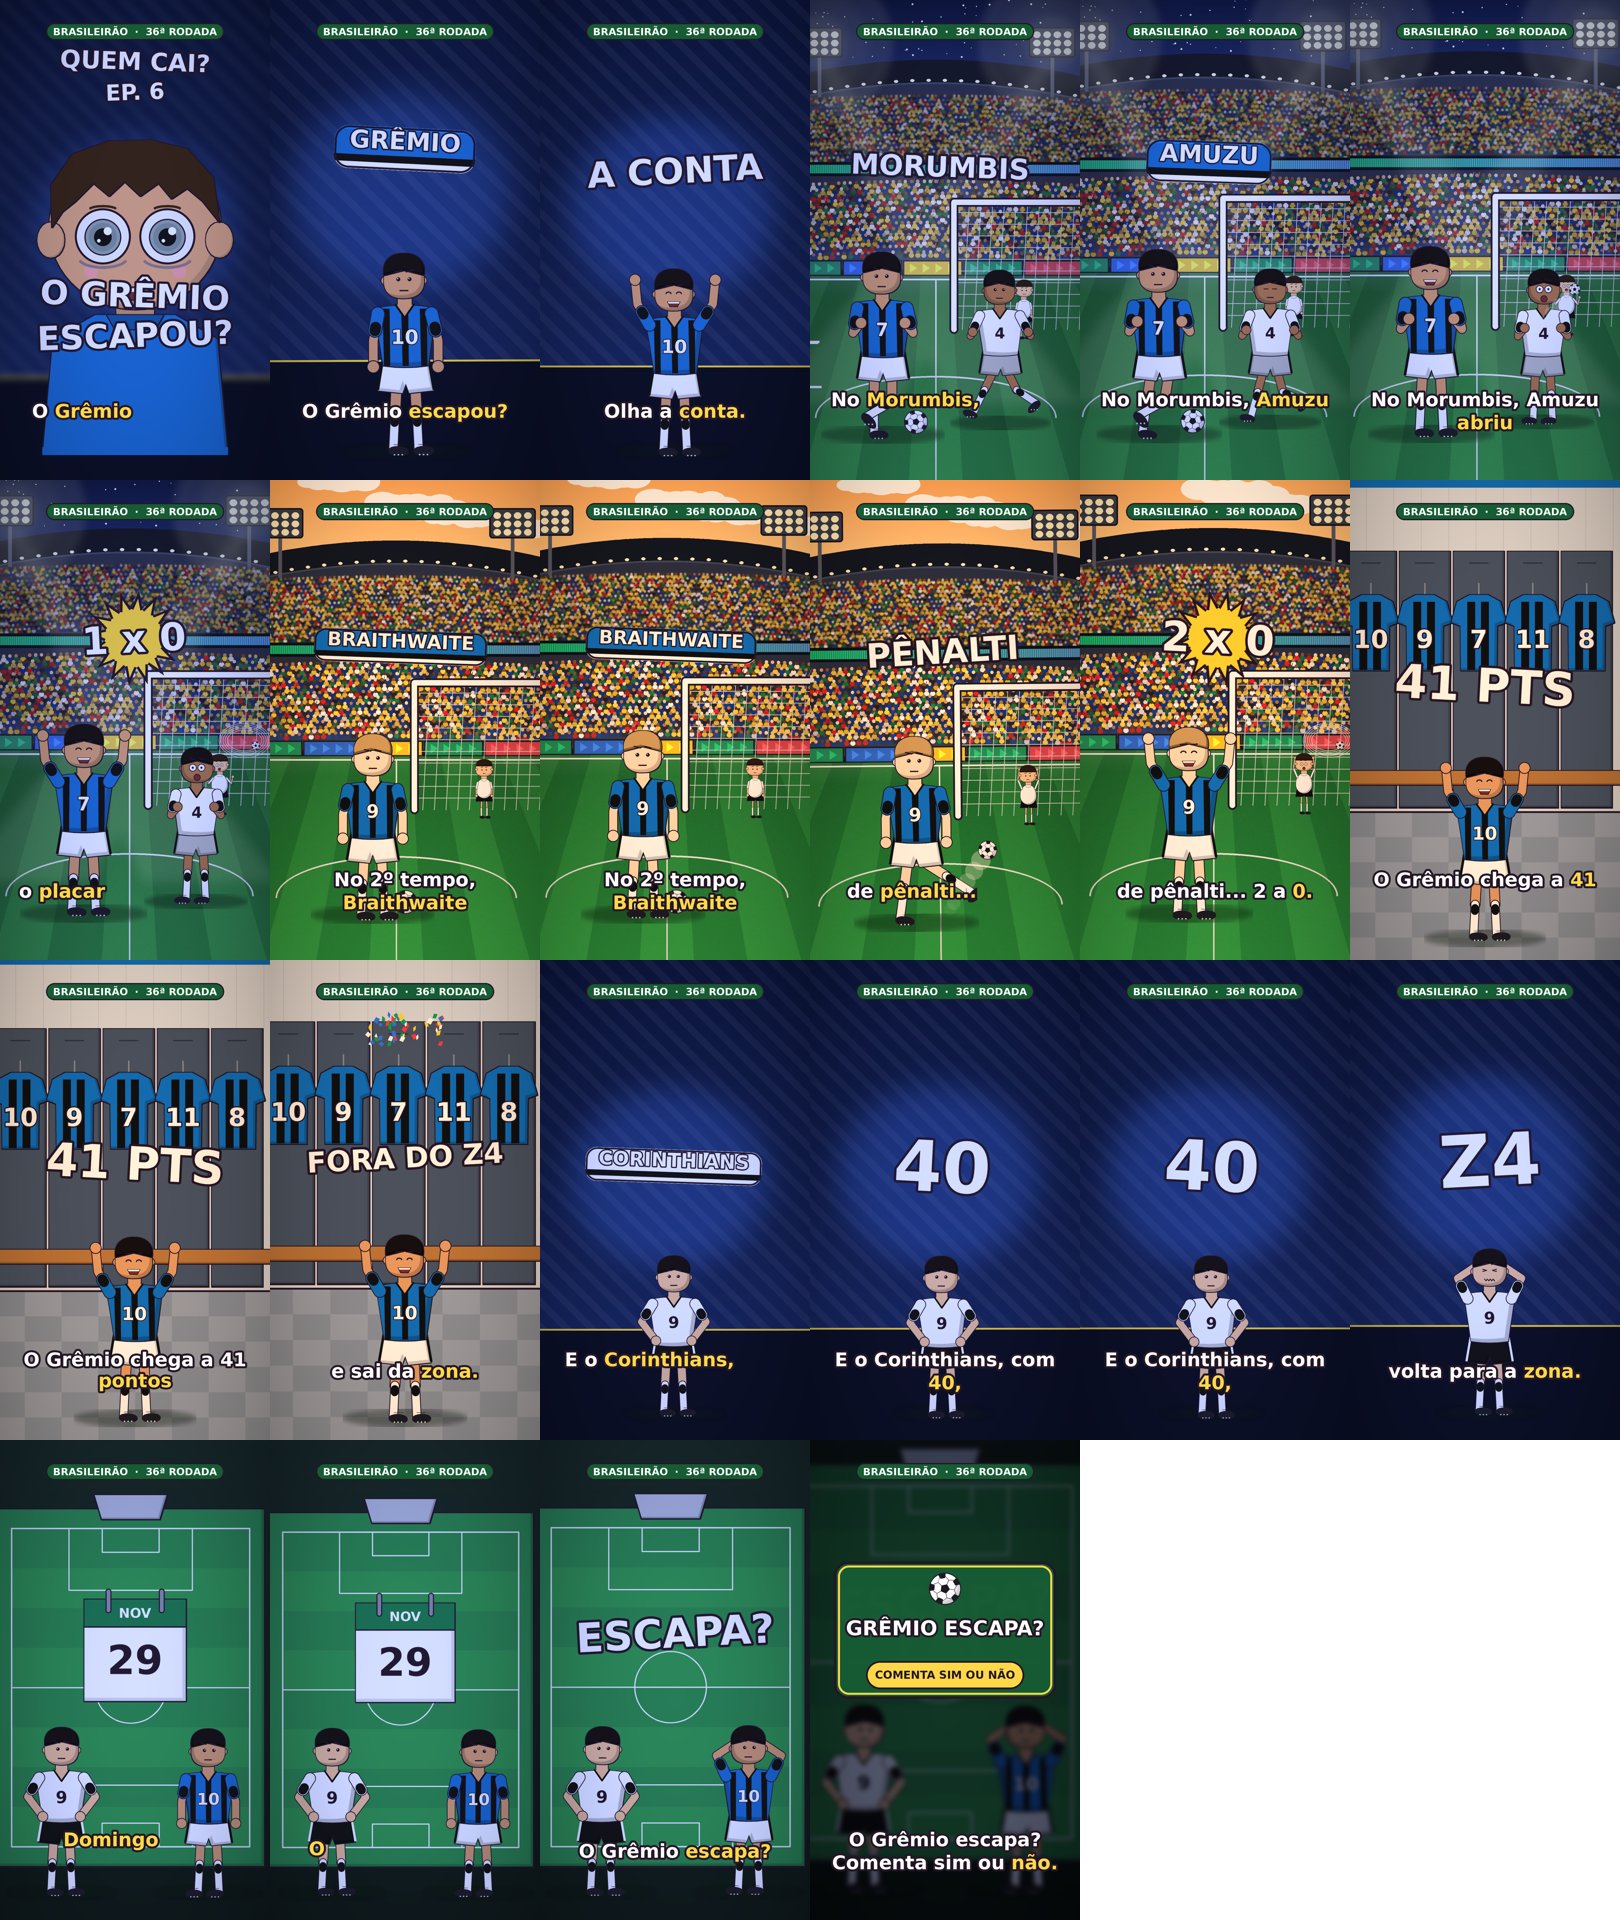 BRASILEIRÃO · 36ª RODADA
QUEM CAI?
EP. 6
O GRÊMIO
ESCAPOU?
O Grêmio
BRASILEIRÃO · 36ª RODADA
GRÊMIO
10
O Grêmio escapou?
BRASILEIRÃO · 36ª RODADA
A CONTA
10
Olha a conta.
BRASILEIRÃO · 36ª RODADA
MORUMBIS
7
4
No Morumbis,
BRASILEIRÃO · 36ª RODADA
AMUZU
7
4
No Morumbis, Amuzu
BRASILEIRÃO · 36ª RODADA
7
4
No Morumbis, Amuzu
abriu
BRASILEIRÃO · 36ª RODADA
1 x 0
7
4
o placar
BRASILEIRÃO · 36ª RODADA
BRAITHWAITE
9
No 2º tempo,
Braithwaite
BRASILEIRÃO · 36ª RODADA
BRAITHWAITE
9
No 2º tempo,
Braithwaite
BRASILEIRÃO · 36ª RODADA
PÊNALTI
9
de pênalti...
BRASILEIRÃO · 36ª RODADA
2 x 0
9
de pênalti... 2 a 0.
BRASILEIRÃO · 36ª RODADA
10 9 7 11 8
41 PTS
10
O Grêmio chega a 41
BRASILEIRÃO · 36ª RODADA
10 9 7 11 8
41 PTS
10
O Grêmio chega a 41
pontos
BRASILEIRÃO · 36ª RODADA
10 9 7 11 8
FORA DO Z4
10
e sai da zona.
BRASILEIRÃO · 36ª RODADA
CORINTHIANS
9
E o Corinthians,
BRASILEIRÃO · 36ª RODADA
40
9
E o Corinthians, com
40,
BRASILEIRÃO · 36ª RODADA
40
9
E o Corinthians, com
40,
BRASILEIRÃO · 36ª RODADA
Z4
9
volta para a zona.
BRASILEIRÃO · 36ª RODADA
NOV
29
9
10
Domingo
BRASILEIRÃO · 36ª RODADA
NOV
29
9
10
O
BRASILEIRÃO · 36ª RODADA
ESCAPA?
9
10
O Grêmio escapa?
BRASILEIRÃO · 36ª RODADA
GRÊMIO ESCAPA?
COMENTA SIM OU NÃO
9
10
O Grêmio escapa?
Comenta sim ou não.